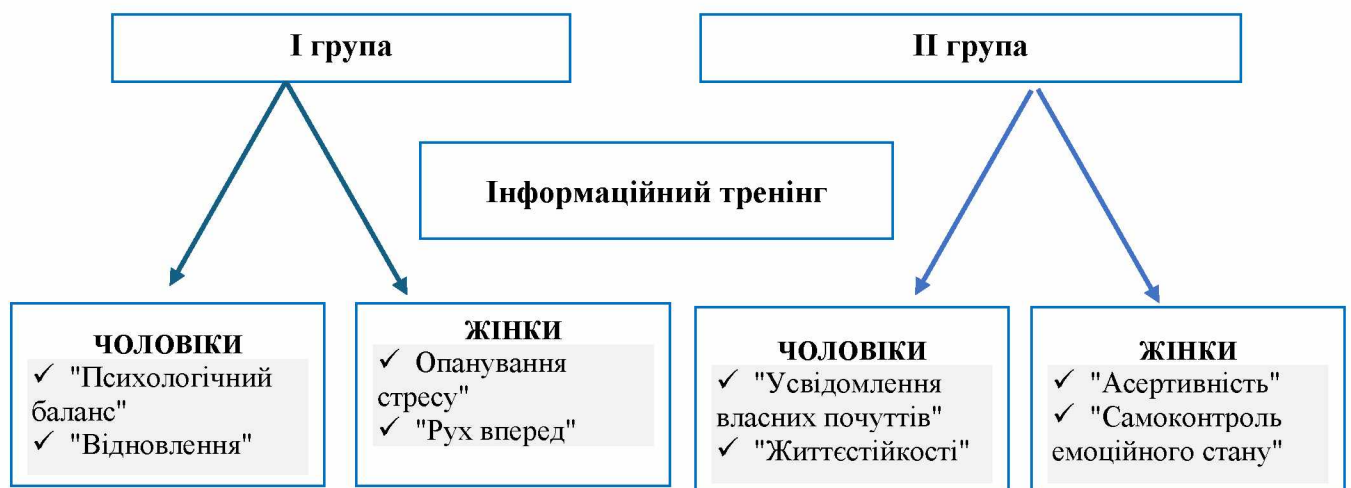 І група
ІІ група
Інформаційний тренінг
ЧОЛОВІКИ
✓ "Психологічний
баланс"
✓ "Відновлення"
ЖІНКИ
✓ Опанування
стресу"
✓ "Рух вперед"
ЧОЛОВІКИ
✓ "Усвідомлення
власних почуттів"
✓ "Життєстійкості"
ЖІНКИ
✓ "Асертивність"
✓ "Самоконтроль
емоційного стану"